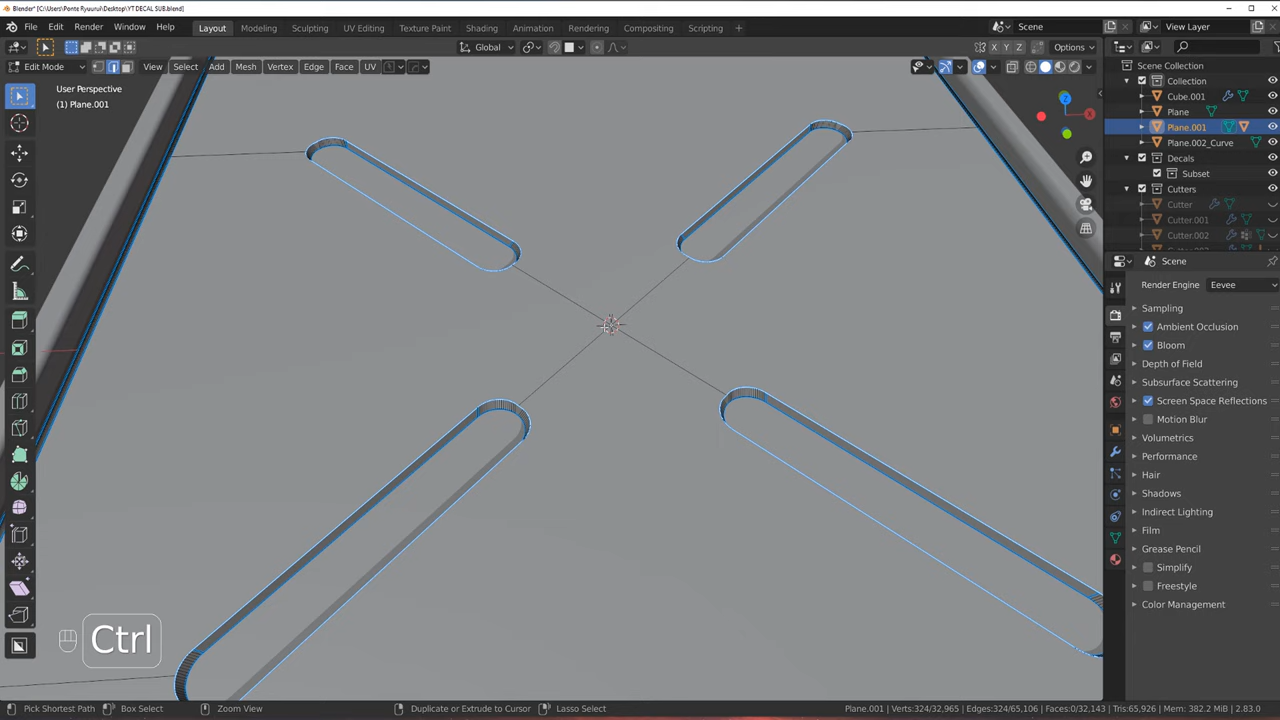 Blender* [C:\Users\Ponte Ryuurui\Desktop\YT DECAL SUB.blend]
File Edit Render Window Help Layout Modeling Sculpting UV Editing Texture Paint Shading Animation Rendering Compositing Scripting + Scene View Layer
Global X Y Z Options
Edit Mode View Select Add Mesh Vertex Edge Face UV
User Perspective
(1) Plane.001
Z
X
Scene Collection
Collection
Cube.001
Plane
Plane.001
Plane.002_Curve
Decals
Subset
Cutters
Cutter
Cutter.001
Cutter.002
Scene
Render Engine Eevee
Sampling
Ambient Occlusion
Bloom
Depth of Field
Subsurface Scattering
Screen Space Reflections
Motion Blur
Volumetrics
Performance
Hair
Shadows
Indirect Lighting
Film
Grease Pencil
Simplify
Freestyle
Color Management
Ctrl
Pick Shortest Path Box Select Zoom View Duplicate or Extrude to Cursor Lasso Select Plane.001 | Verts:324/32,965 | Edges:324/65,106 | Faces:0/32,143 | Tris:65,926 | Mem: 382.2 MiB | 2.83.0